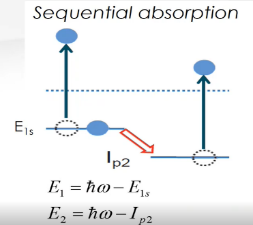 Sequential absorption
E1s
Ip2
E1 = ħω − E1s
E2 = ħω − Ip2